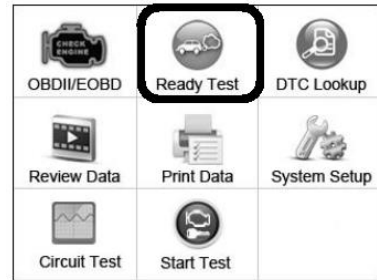 CHECK
ENGINE
OBDII/EOBD
Ready Test
DTC Lookup
Review Data
Print Data
System Setup
Circuit Test
Start Test